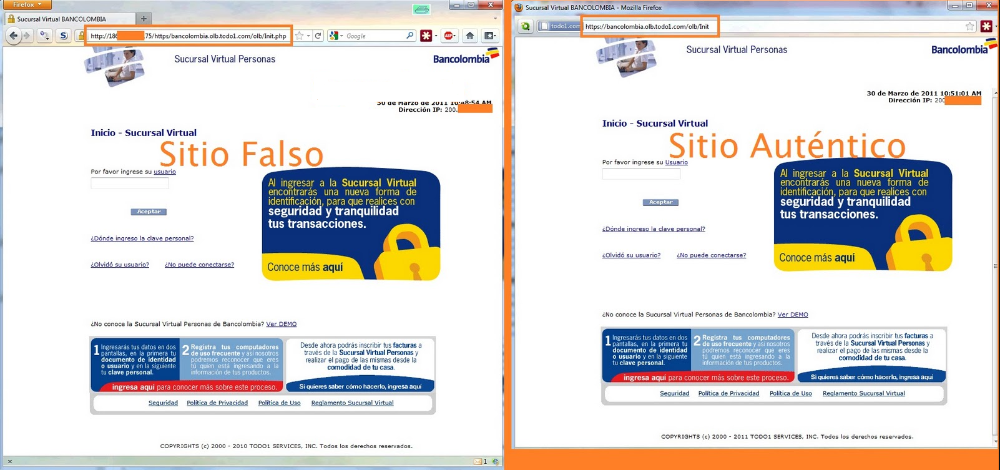 Firefox
Sucursal Virtual BANCOLOMBIA
http://186 .75/https/bancolombia.olb.todo1.com/olb/Init.php
Google
ABP
S
Sucursal Virtual Personas
Bancolombia
30 de Marzo de 2011 10:48:54 AM
Dirección IP: 200.
Inicio - Sucursal Virtual
Sitio Falso
Por favor ingrese su usuario
Aceptar
¿Dónde ingreso la clave personal?
¿Olvidó su usuario? ¿No puede conectarse?
Al ingresar a la Sucursal Virtual
encontrarás una nueva forma de
identificación, para que realices con
seguridad y tranquilidad
tus transacciones.
Conoce más aquí
¿No conoce la Sucursal Virtual Personas de Bancolombia? Ver DEMO
1 Ingresarás tus datos en dos
pantallas, en la primera tu
documento de identidad
o usuario y en la siguiente
tu clave personal.
2 Registra tus computadores
de uso frecuente y así nosotros
podremos reconocer que eres
tú quien está ingresando a la
información de tus productos.
ingresa aquí para conocer más sobre este proceso.
Desde ahora podrás inscribir tus facturas a
través de la Sucursal Virtual Personas y
realizar el pago de las mismas desde la
comodidad de tu casa.
Si quieres saber cómo hacerlo, ingresa aquí
Seguridad Política de Privacidad Política de Uso Reglamento Sucursal Virtual
COPYRIGHTS (c) 2000 - 2010 TODO1 SERVICES, INC. Todos los derechos reservados.
1
Sucursal Virtual BANCOLOMBIA - Mozilla Firefox
todo1.com https://bancolombia.olb.todo1.com/olb/Init
Sucursal Virtual Personas
Bancolombia
30 de Marzo de 2011 10:51:01 AM
Dirección IP: 200
Inicio - Sucursal Virtual
Sitio Auténtico
Por favor ingrese su Usuario
Aceptar
¿Dónde ingreso la clave personal?
¿Olvidó su usuario? ¿No puede conectarse?
Al ingresar a la Sucursal Virtual
encontrarás una nueva forma de
identificación, para que realices con
seguridad y tranquilidad
tus transacciones.
Conoce más aquí
¿No conoce la Sucursal Virtual Personas de Bancolombia? Ver DEMO
1 Ingresarás tus datos en dos
pantallas, en la primera tu
documento de identidad
o usuario y en la siguiente
tu clave personal.
2 Registra tus computadores
de uso frecuente y así nosotros
podremos reconocer que eres
tú quien está ingresando a la
información de tus productos.
ingresa aquí para conocer más sobre este proceso.
Desde ahora podrás inscribir tus facturas a
través de la Sucursal Virtual Personas y
realizar el pago de las mismas desde la
comodidad de tu casa.
Si quieres saber cómo hacerlo, ingresa aquí
Seguridad Política de Privacidad Política de Uso Reglamento Sucursal Virtual
COPYRIGHTS (c) 2000 - 2011 TODO1 SERVICES, INC. Todos los derechos reservados.